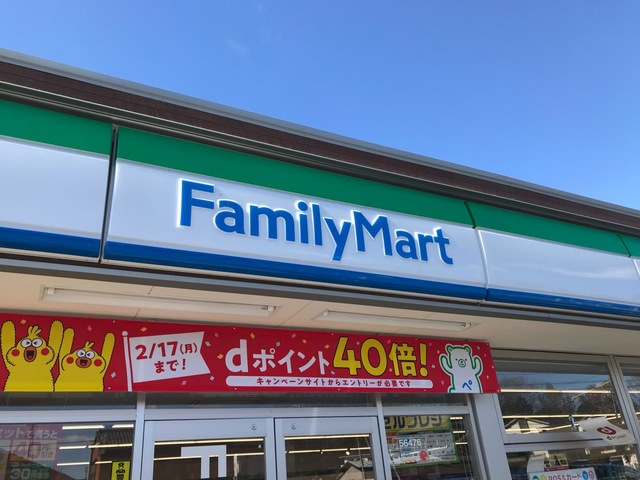 FamilyMart
2/17(月)
まで!
dポイント40倍!
キャンペーンサイトからエントリーが必要です
ペ
56476